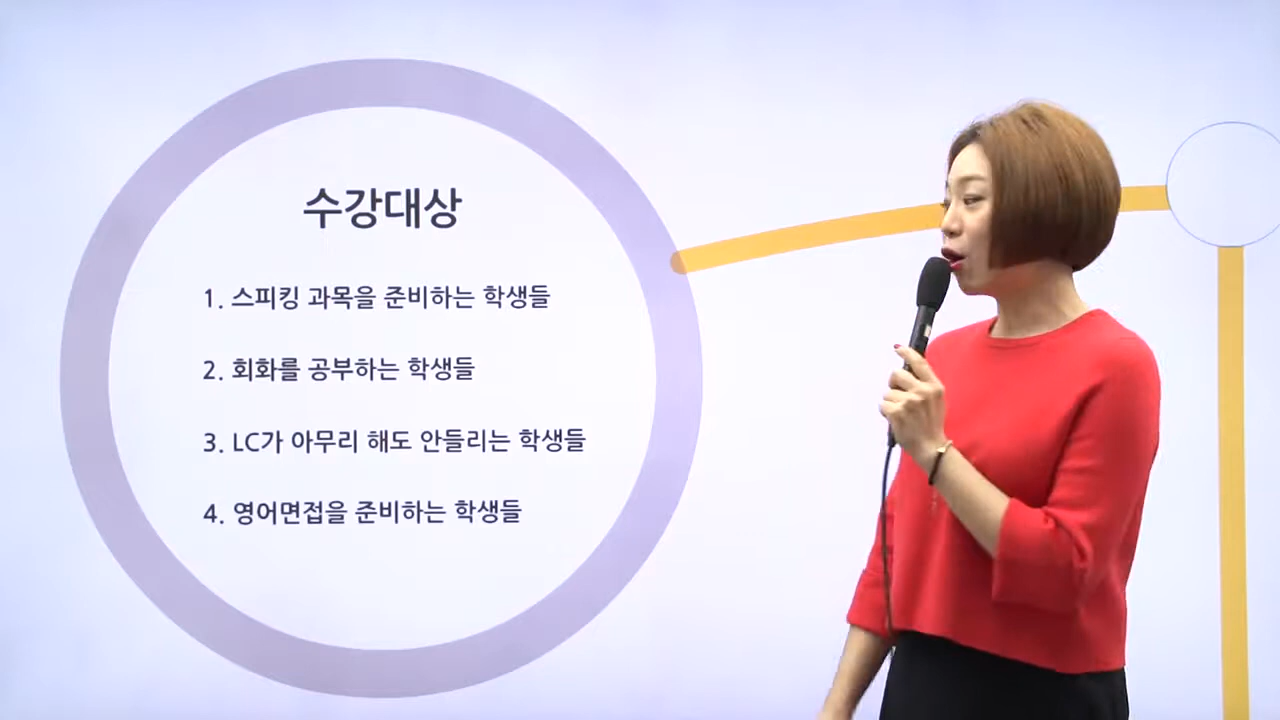 수강대상
1. 스피킹 과목을 준비하는 학생들
2. 회화를 공부하는 학생들
3. LC가 아무리 해도 안들리는 학생들
4. 영어면접을 준비하는 학생들